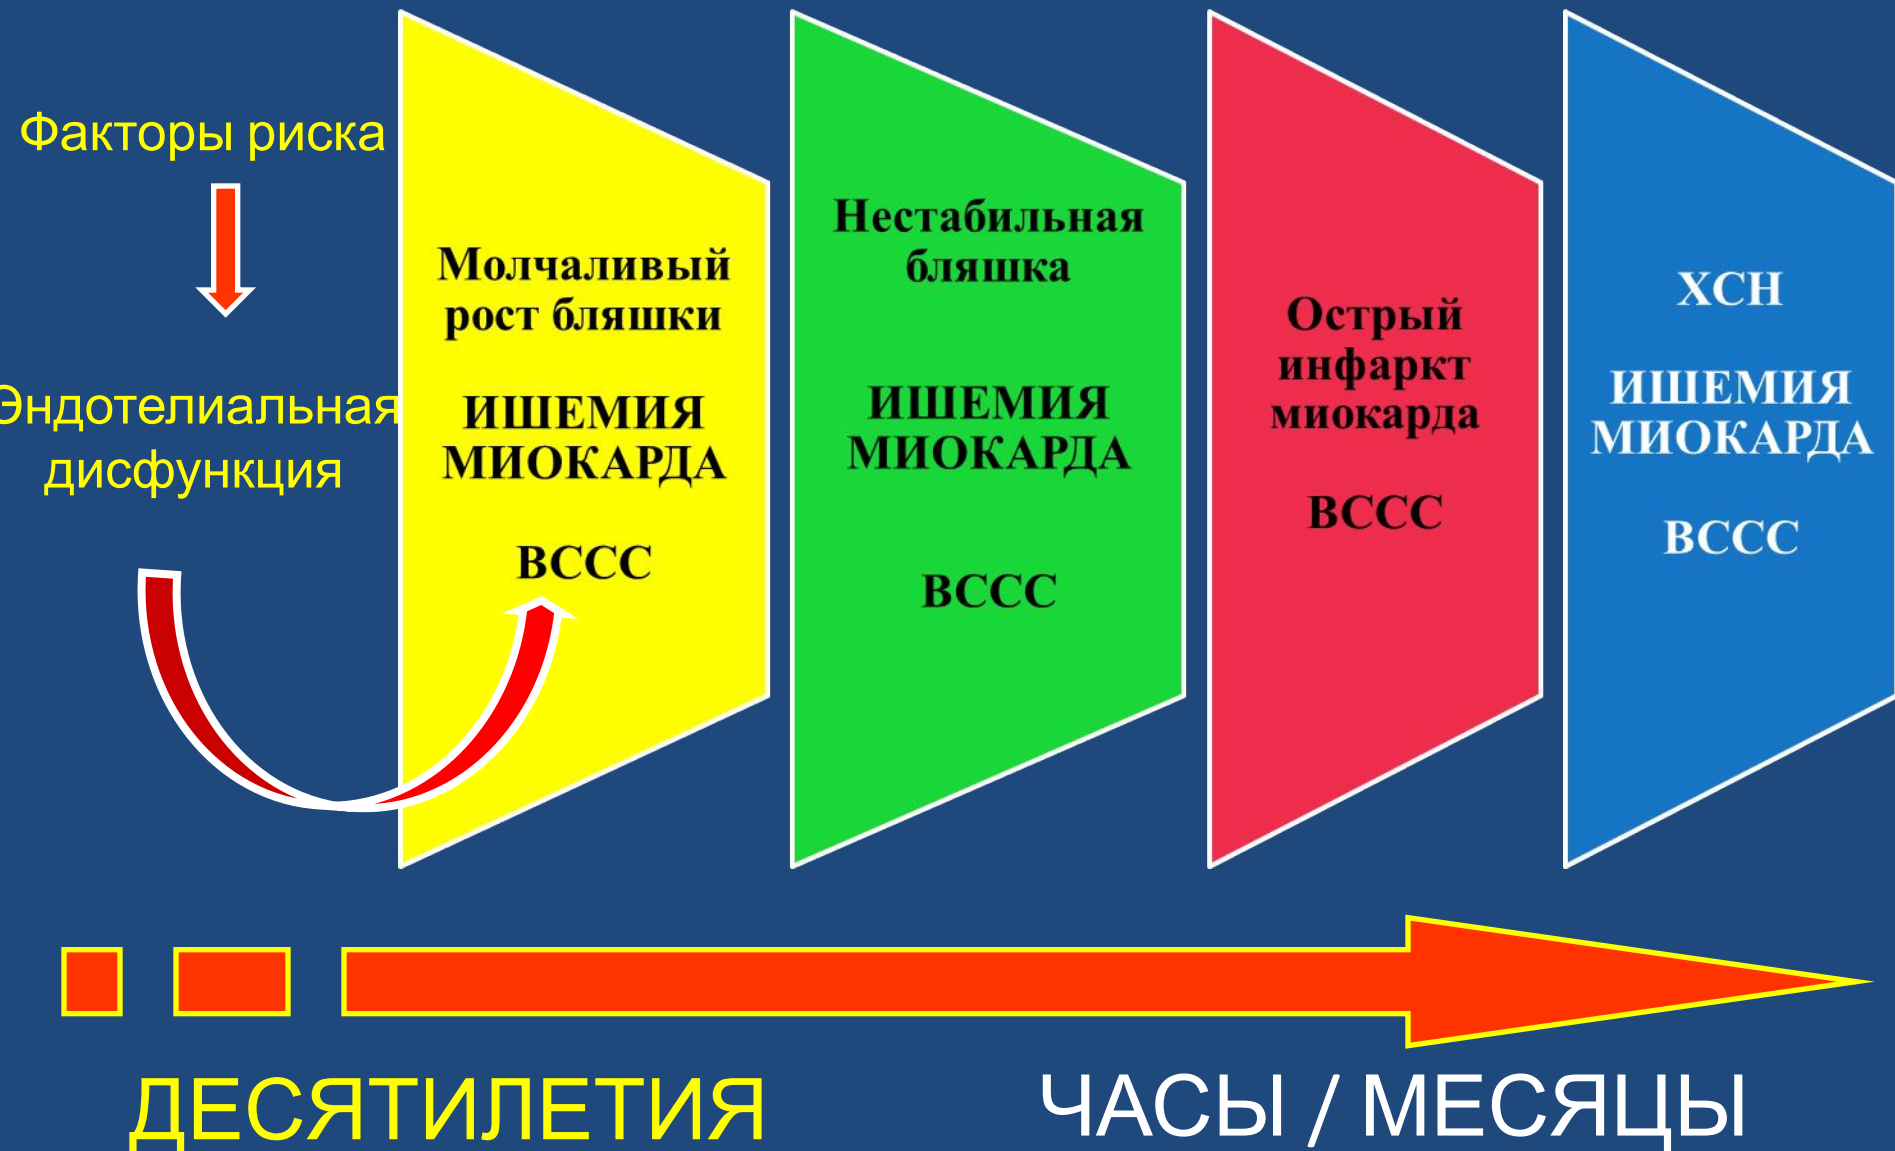 Факторы риска
Эндотелиальная
дисфункция
Молчаливый
рост бляшки
ИШЕМИЯ
МИОКАРДА
ВССС
Нестабильная
бляшка
ИШЕМИЯ
МИОКАРДА
ВССС
Острый
инфаркт
миокарда
ВССС
ХСН
ИШЕМИЯ
МИОКАРДА
ВССС
ДЕСЯТИЛЕТИЯ
ЧАСЫ / МЕСЯЦЫ